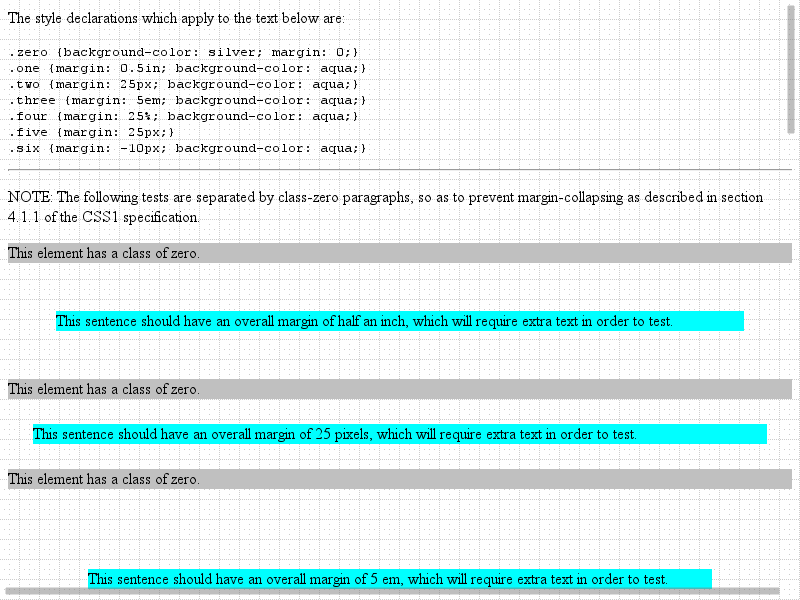 The style declarations which apply to the text below are:
.zero {background-color: silver; margin: 0;}
.one {margin: 0.5in; background-color: aqua;}
.two {margin: 25px; background-color: aqua;}
.three {margin: 5em; background-color: aqua;}
.four {margin: 25%; background-color: aqua;}
.five {margin: 25px;}
.six {margin: -10px; background-color: aqua;}
NOTE: The following tests are separated by class-zero paragraphs, so as to prevent margin-collapsing as described in section
4.1.1 of the CSS1 specification.
This element has a class of zero.
This sentence should have an overall margin of half an inch, which will require extra text in order to test.
This element has a class of zero.
This sentence should have an overall margin of 25 pixels, which will require extra text in order to test.
This element has a class of zero.
This sentence should have an overall margin of 5 em, which will require extra text in order to test.